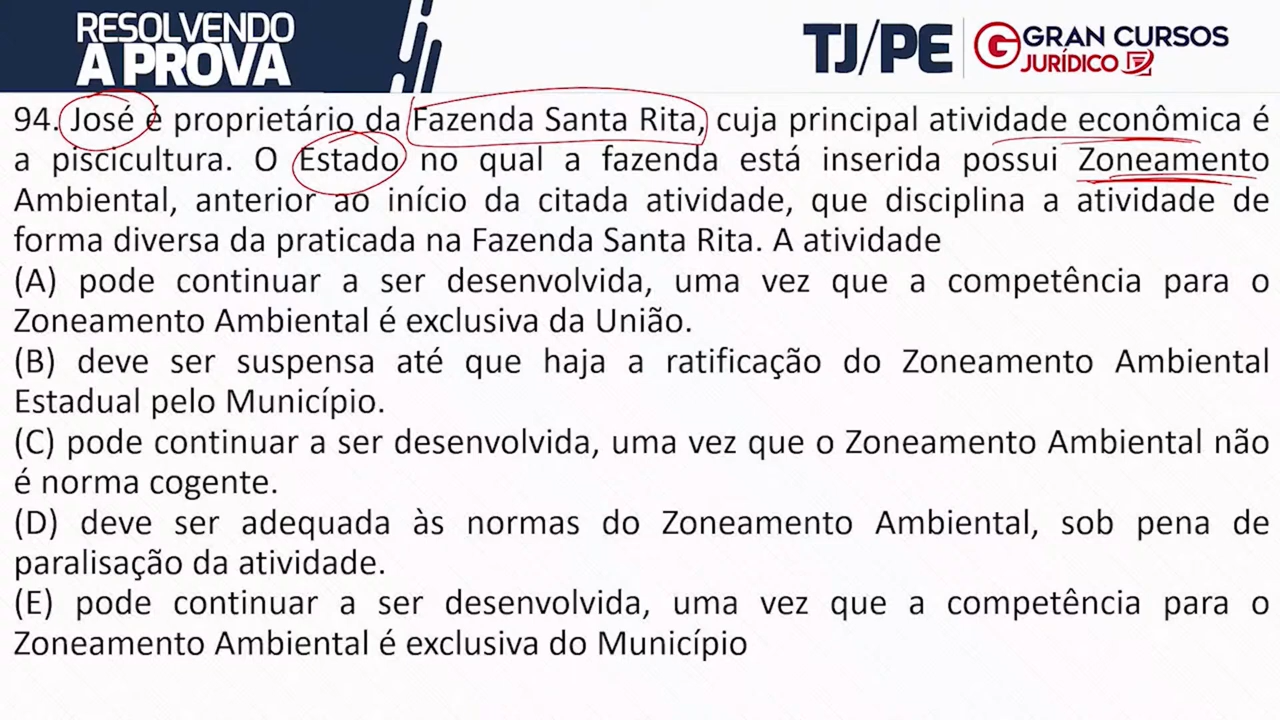 RESOLVENDO
A PROVA
TJ/PE
GRAN CURSOS
JURÍDICO
94. José é proprietário da Fazenda Santa Rita, cuja principal atividade econômica é
a piscicultura. O Estado no qual a fazenda está inserida possui Zoneamento
Ambiental, anterior ao início da citada atividade, que disciplina a atividade de
forma diversa da praticada na Fazenda Santa Rita. A atividade
(A) pode continuar a ser desenvolvida, uma vez que a competência para o
Zoneamento Ambiental é exclusiva da União.
(B) deve ser suspensa até que haja a ratificação do Zoneamento Ambiental
Estadual pelo Município.
(C) pode continuar a ser desenvolvida, uma vez que o Zoneamento Ambiental não
é norma cogente.
(D) deve ser adequada às normas do Zoneamento Ambiental, sob pena de
paralisação da atividade.
(E) pode continuar a ser desenvolvida, uma vez que a competência para o
Zoneamento Ambiental é exclusiva do Município